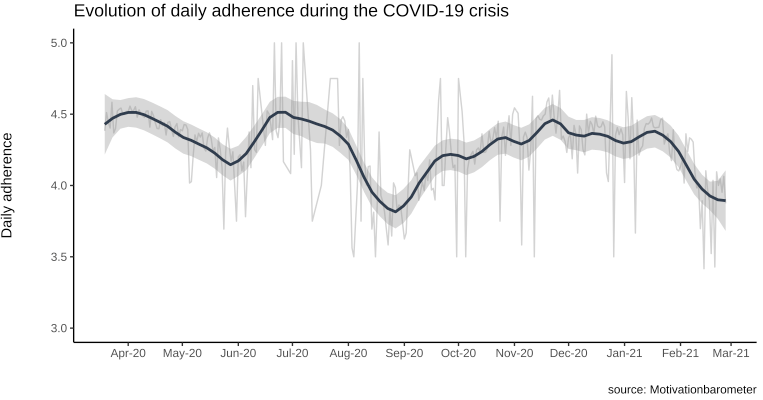 Evolution of daily adherence during the COVID-19 crisis
Daily adherence
5.0
4.5
4.0
3.5
3.0
Apr-20 May-20 Jun-20 Jul-20 Aug-20 Sep-20 Oct-20 Nov-20 Dec-20 Jan-21 Feb-21 Mar-21
source: Motivationbarometer